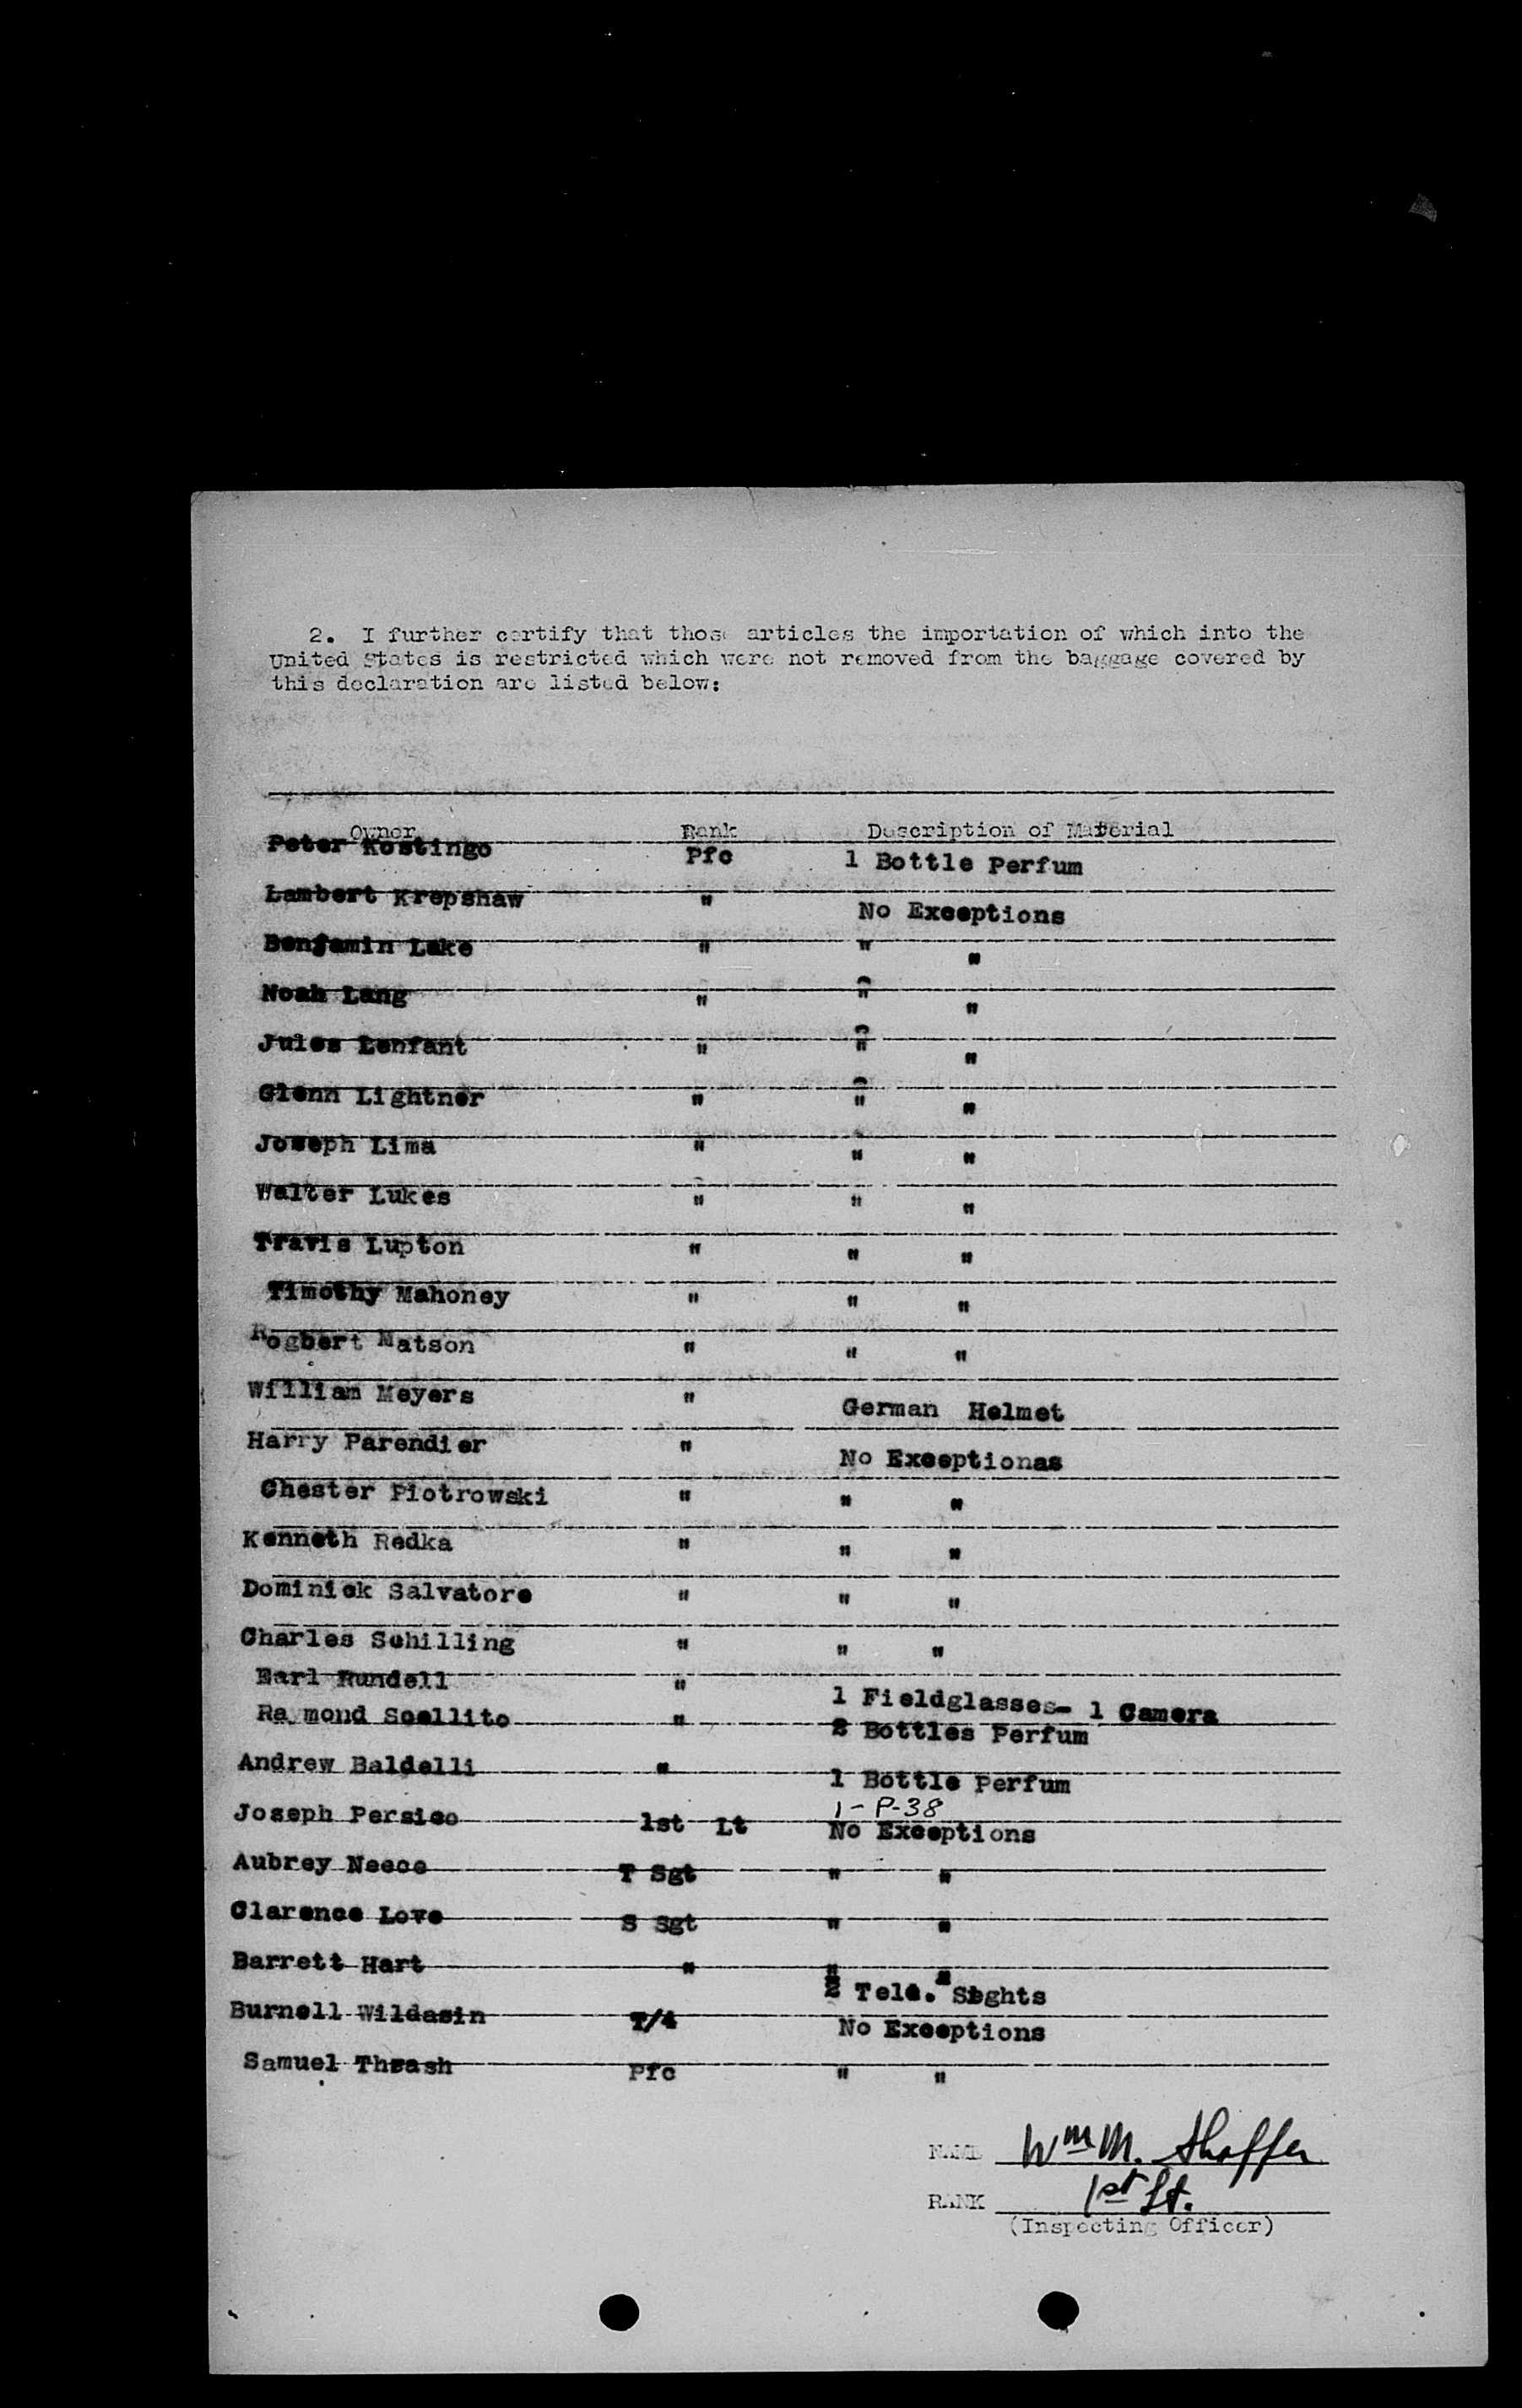 2. I further certify that those articles the importation of which into the
United States is restricted which were not removed from the baggage covered by
this declaration are listed below:
Owner Rank Description of Material
Peter Kostingo Pfc 1 Bottle Perfum
Lambert Krepshaw " No Exceptions
Benjamin Lake " " "
Noah Lang " " "
Jules Lenfant " " "
Glenn Lightner " " "
Joseph Lima " " "
Walter Lukes " " "
Travis Lupton " " "
Timothy Mahoney " " "
Rogbert Matson " " "
William Meyers " German Helmet
Harry Parendier " No Exceptionas
Chester Piotrowski " " "
Kenneth Redka " " "
Dominick Salvatore " " "
Charles Schilling " " "
Earl Rundell " 1 Fieldglasses- 1 Camera
Raymond Scellito " 2 Bottles Perfum
Andrew Baldelli " 1 Bottle Perfum
1-P-38
Joseph Persico 1st Lt No Exceptions
Aubrey Neece T Sgt " "
Clarence Love S Sgt " "
Barrett Hart " " "
2 Tele. Sights
Burnell Wildasin T/4 No Exceptions
Samuel Thrash Pfc " "
NAME Wm M. Shaffer
RANK 1st Lt.
(Inspecting Officer)